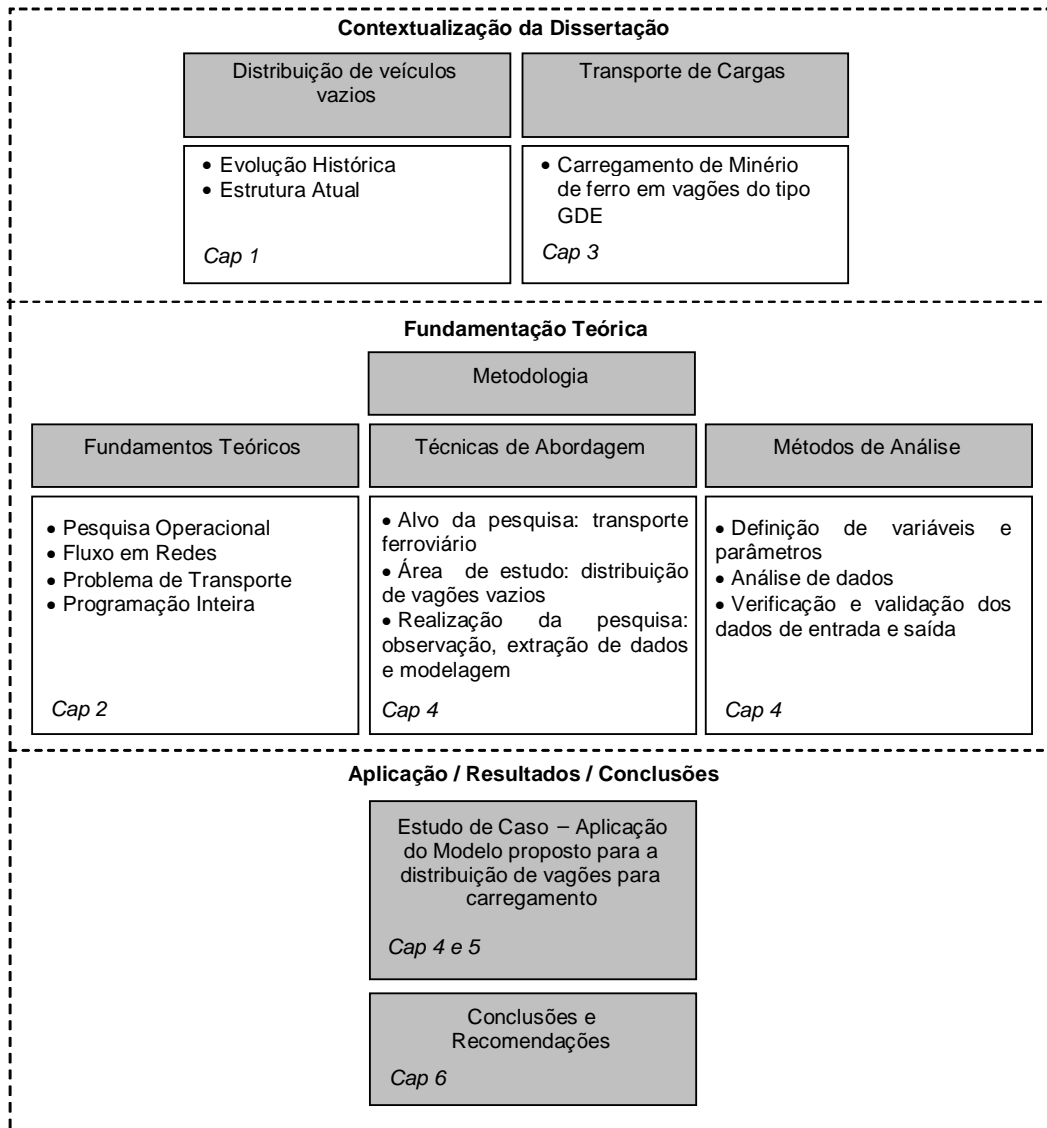 Contextualização da Dissertação
Distribuição de veículos
vazios
• Evolução Histórica
• Estrutura Atual
Cap 1
Transporte de Cargas
• Carregamento de Minério
de ferro em vagões do tipo
GDE
Cap 3
Fundamentação Teórica
Metodologia
Fundamentos Teóricos
• Pesquisa Operacional
• Fluxo em Redes
• Problema de Transporte
• Programação Inteira
Cap 2
Técnicas de Abordagem
• Alvo da pesquisa: transporte
ferroviário
• Área de estudo: distribuição
de vagões vazios
• Realização da pesquisa:
observação, extração de dados
e modelagem
Cap 4
Métodos de Análise
• Definição de variáveis e
parâmetros
• Análise de dados
• Verificação e validação dos
dados de entrada e saída
Cap 4
Aplicação / Resultados / Conclusões
Estudo de Caso – Aplicação
do Modelo proposto para a
distribuição de vagões para
carregamento
Cap 4 e 5
Conclusões e
Recomendações
Cap 6